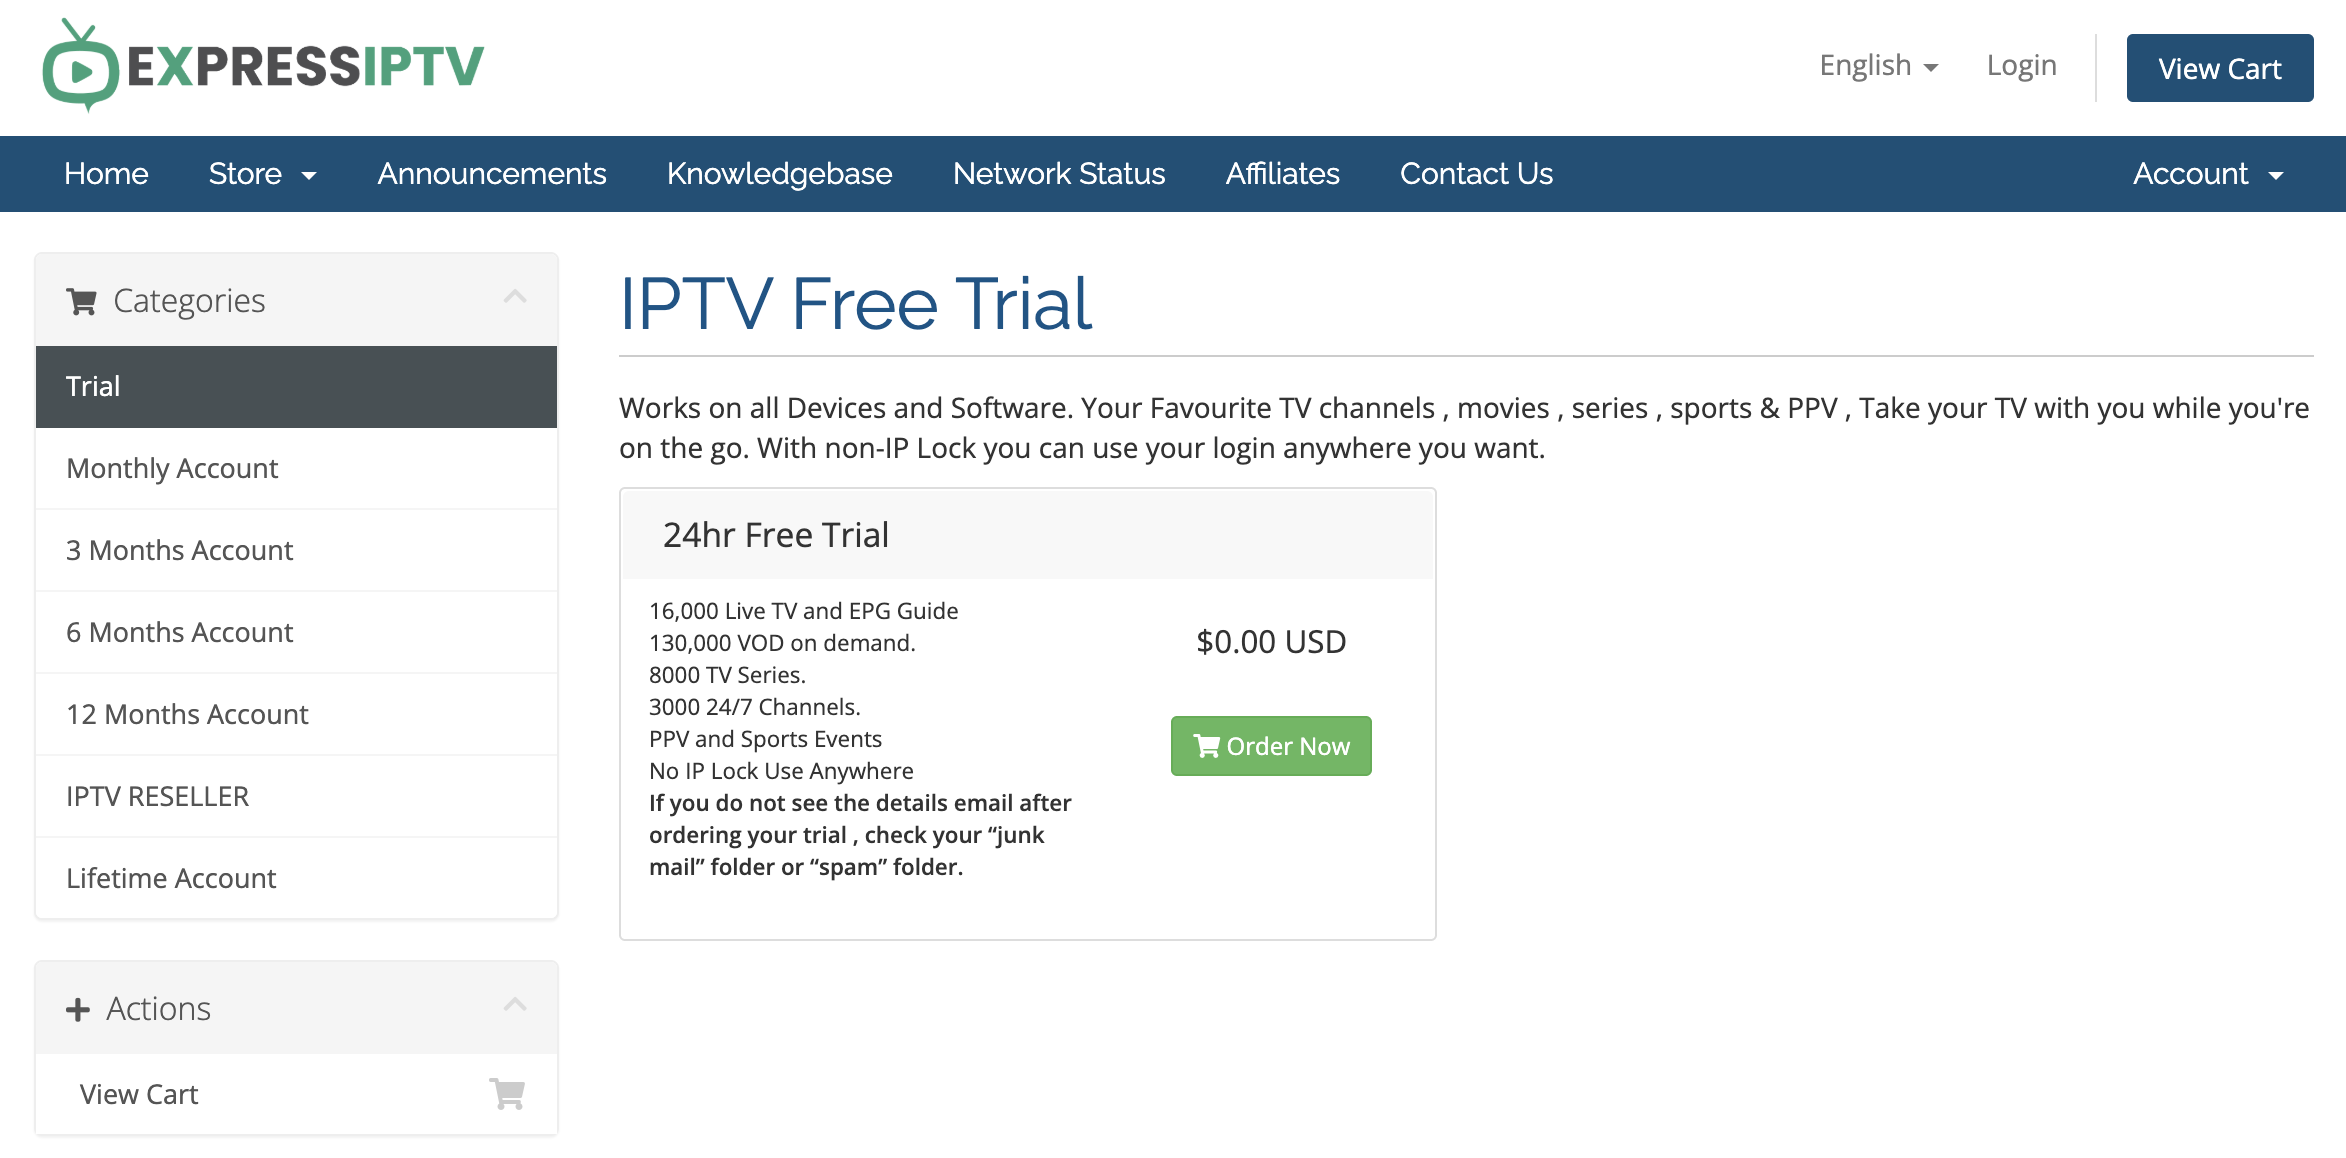 EXPRESSIPTV
English
Login
View Cart
Home
Store
Announcements
Knowledgebase
Network Status
Affiliates
Contact Us
Account
Categories
Trial
Monthly Account
3 Months Account
6 Months Account
12 Months Account
IPTV RESELLER
Lifetime Account
Actions
View Cart
IPTV Free Trial
Works on all Devices and Software. Your Favourite TV channels , movies , series , sports & PPV , Take your TV with you while you're
on the go. With non-IP Lock you can use your login anywhere you want.
24hr Free Trial
16,000 Live TV and EPG Guide
130,000 VOD on demand.
8000 TV Series.
3000 24/7 Channels.
PPV and Sports Events
No IP Lock Use Anywhere
If you do not see the details email after
ordering your trial , check your “junk
mail” folder or “spam” folder.
$0.00 USD
Order Now